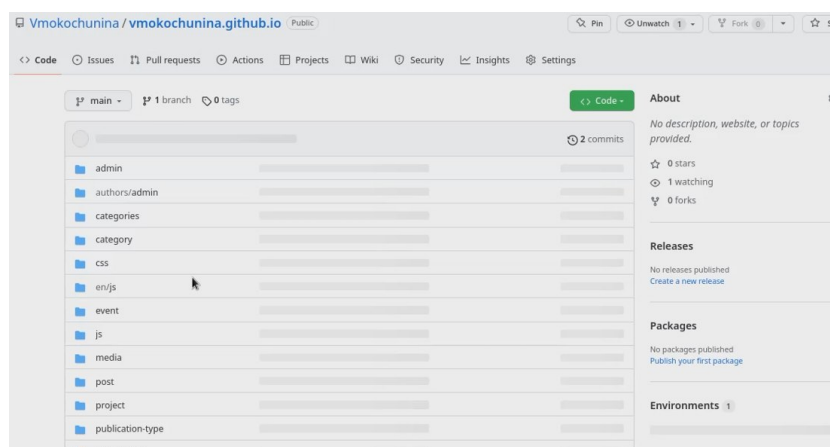 Vmokochunina / vmokochunina.github.io Public
Pin
Unwatch 1
Fork 0
<> Code
Issues
Pull requests
Actions
Projects
Wiki
Security
Insights
Settings
main
1 branch
0 tags
<> Code
2 commits
admin
authors/admin
categories
category
css
en/js
event
js
media
post
project
publication-type
About
No description, website, or topics
provided.
0 stars
1 watching
0 forks
Releases
No releases published
Create a new release
Packages
No packages published
Publish your first package
Environments 1